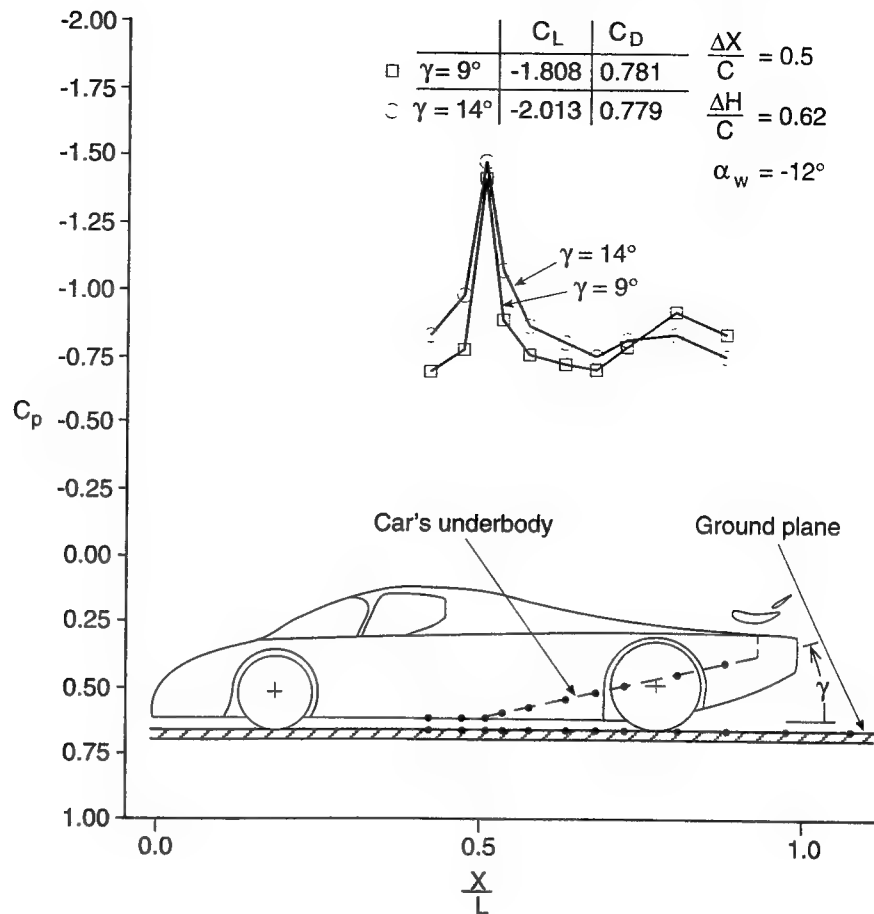 -2.00
-1.75
-1.50
-1.25
-1.00
-0.75
-0.50
-0.25
0.00
0.25
0.50
0.75
1.00
C_p
C_L C_D
□ γ = 9° -1.808 0.781
○ γ = 14° -2.013 0.779
ΔX/C = 0.5
ΔH/C = 0.62
α_w = -12°
γ = 14°
γ = 9°
Car's underbody
Ground plane
γ
0.0 0.5 1.0
X/L